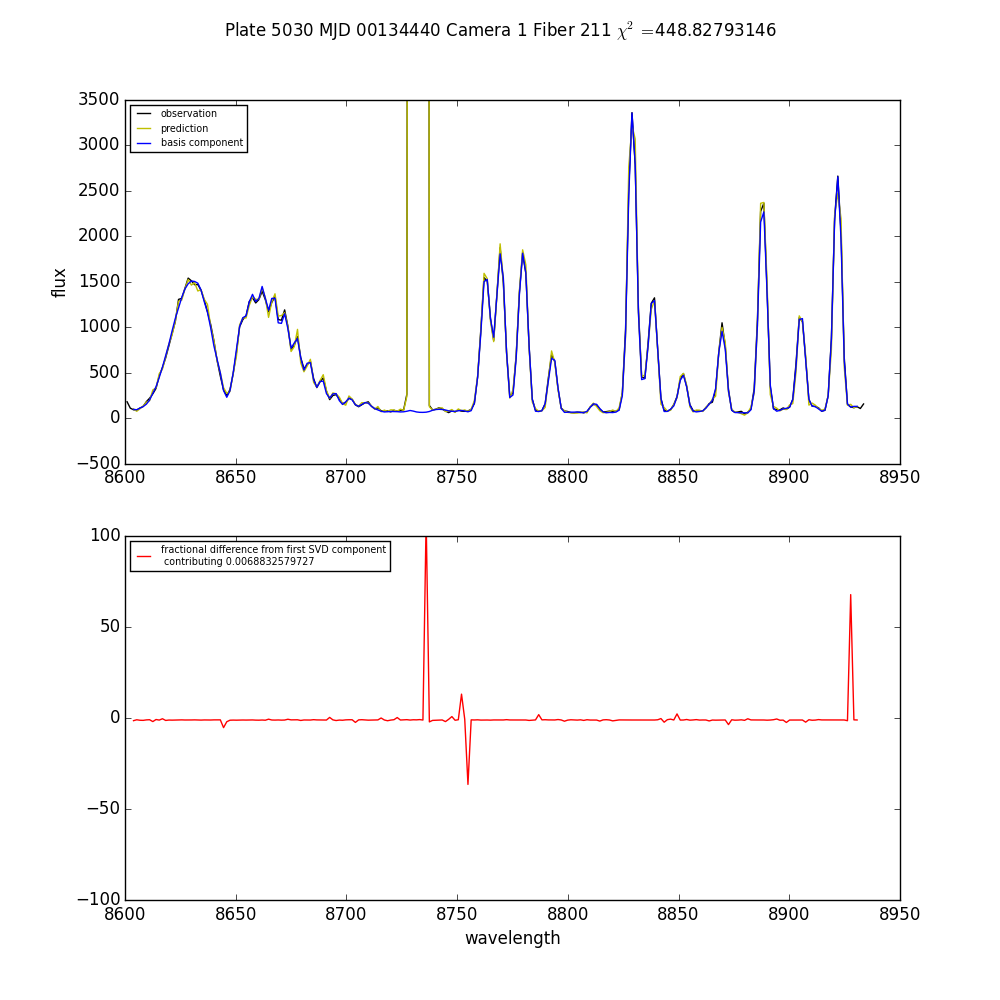 Plate 5030 MJD 00134440 Camera 1 Fiber 211 χ² =448.82793146
3500
3000
2500
2000
1500
1000
500
0
−500
flux
observation
prediction
basis component
8600 8650 8700 8750 8800 8850 8900 8950
100
50
0
−50
−100
fractional difference from first SVD component
contributing 0.0068832579727
8600 8650 8700 8750 8800 8850 8900 8950
wavelength